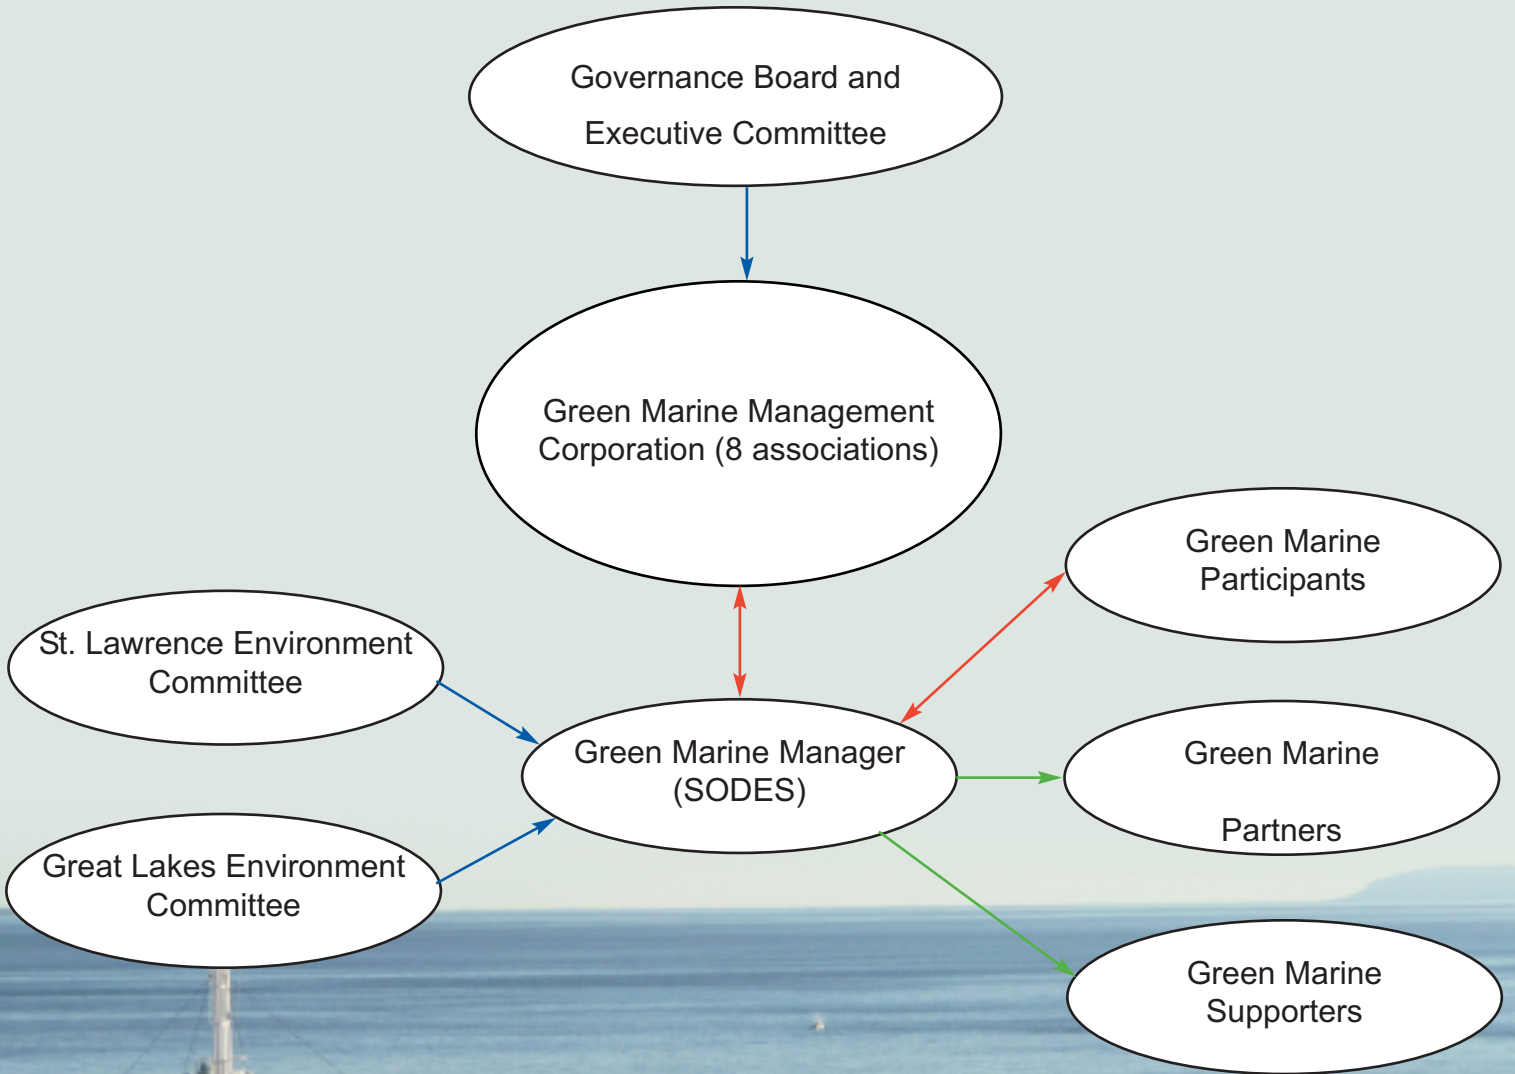 Governance Board and
Executive Committee
Green Marine Management
Corporation (8 associations)
Green Marine
Participants
St. Lawrence Environment
Committee
Green Marine Manager
(SODES)
Green Marine
Partners
Great Lakes Environment
Committee
Green Marine
Supporters